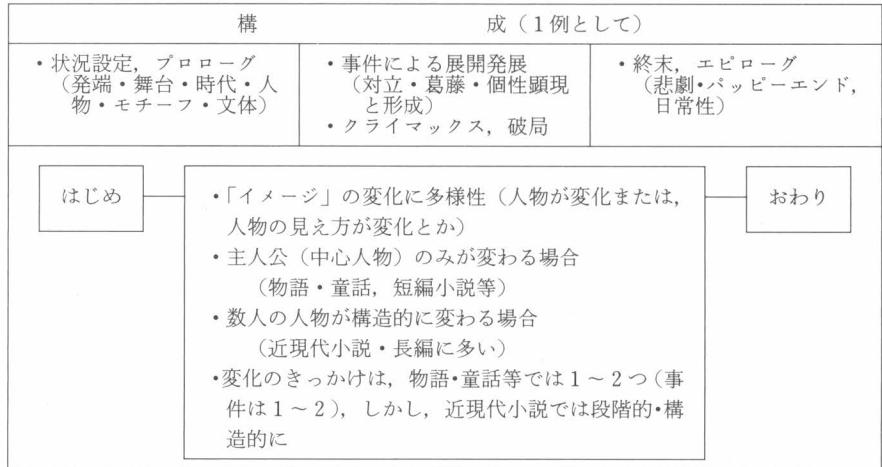 構　成（１例として）
・状況設定，プロローグ
（発端・舞台・時代・人
物・モチーフ・文体）
・事件による展開発展
（対立・葛藤・個性顕現
と形成）
・クライマックス，破局
・終末，エピローグ
（悲劇・ハッピーエンド，
日常性）
はじめ
・「イメージ」の変化に多様性（人物が変化または，
人物の見え方が変化とか）
・主人公（中心人物）のみが変わる場合
（物語・童話，短編小説等）
・数人の人物が構造的に変わる場合
（近現代小説・長編に多い）
・変化のきっかけは，物語・童話等では１～２つ（事
件は１～２），しかし，近現代小説では段階的・構
造的に
おわり